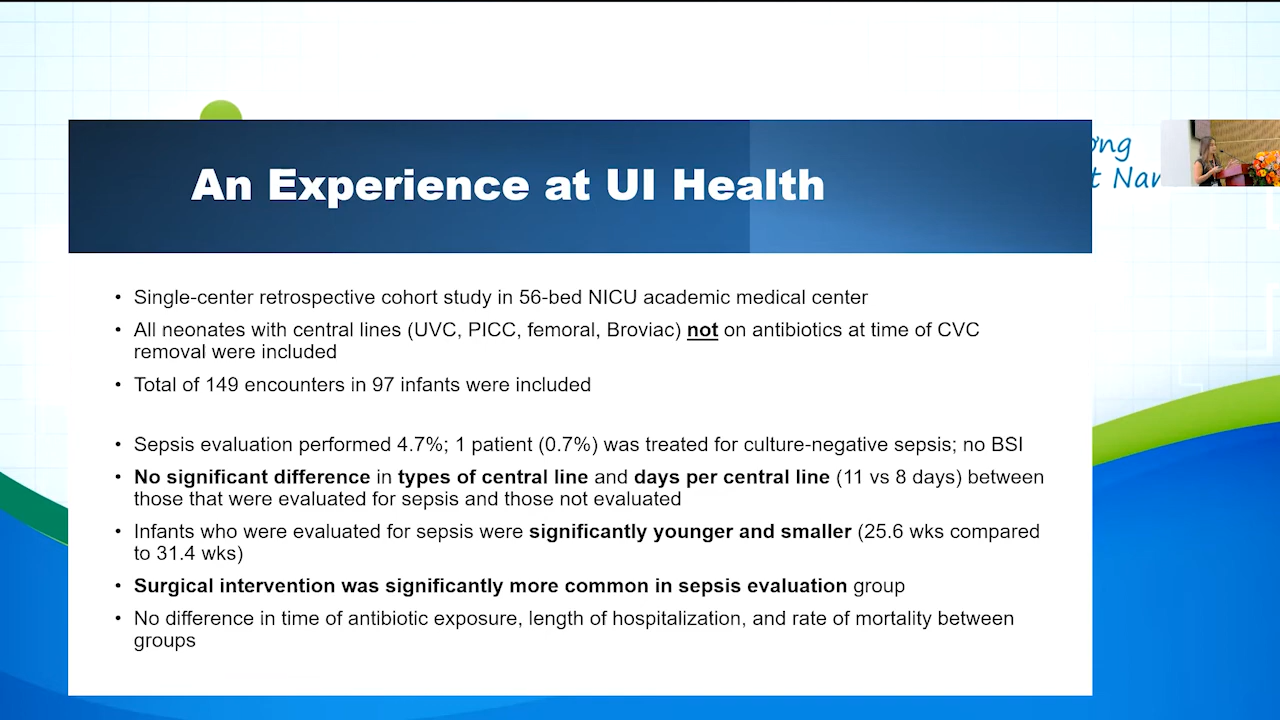 An Experience at UI Health
ơng
t Nan
• Single-center retrospective cohort study in 56-bed NICU academic medical center
• All neonates with central lines (UVC, PICC, femoral, Broviac) not on antibiotics at time of CVC
removal were included
• Total of 149 encounters in 97 infants were included
• Sepsis evaluation performed 4.7%; 1 patient (0.7%) was treated for culture-negative sepsis; no BSI
• No significant difference in types of central line and days per central line (11 vs 8 days) between
those that were evaluated for sepsis and those not evaluated
• Infants who were evaluated for sepsis were significantly younger and smaller (25.6 wks compared
to 31.4 wks)
• Surgical intervention was significantly more common in sepsis evaluation group
• No difference in time of antibiotic exposure, length of hospitalization, and rate of mortality between
groups